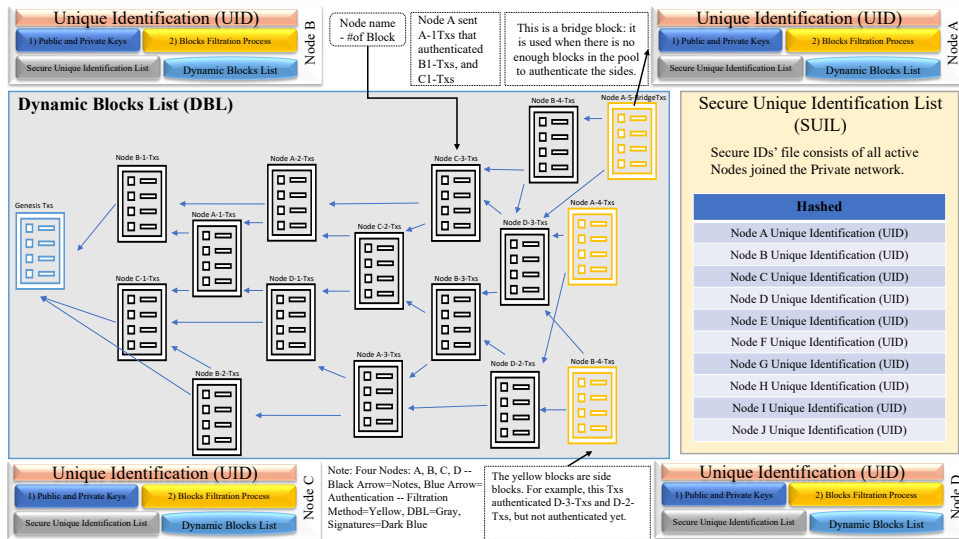 Unique Identification (UID)
1) Public and Private Keys
2) Blocks Filtration Process
Secure Unique Identification List
Dynamic Blocks List
Node B
Node name
- #of Block
Node A sent
A-1Txs that
authenticated
B1-Txs, and
C1-Txs
This is a bridge block: it
is used when there is no
enough blocks in the pool
to authenticate the sides.
Unique Identification (UID)
1) Public and Private Keys
2) Blocks Filtration Process
Secure Unique Identification List
Dynamic Blocks List
Node A
Dynamic Blocks List (DBL)
Node B-4-Txs
Node A-5-BridgeTxs
Node B-1-Txs
Node A-2-Txs
Node C-3-Txs
Genesis Txs
Node A-1-Txs
Node C-2-Txs
Node D-3-Txs
Node A-4-Txs
Node C-1-Txs
Node D-1-Txs
Node B-3-Txs
Node B-2-Txs
Node A-3-Txs
Node D-2-Txs
Node B-4-Txs
Secure Unique Identification List
(SUIL)
Secure IDs' file consists of all active
Nodes joined the Private network.
Hashed
Node A Unique Identification (UID)
Node B Unique Identification (UID)
Node C Unique Identification (UID)
Node D Unique Identification (UID)
Node E Unique Identification (UID)
Node F Unique Identification (UID)
Node G Unique Identification (UID)
Node H Unique Identification (UID)
Node I Unique Identification (UID)
Node J Unique Identification (UID)
Unique Identification (UID)
1) Public and Private Keys
2) Blocks Filtration Process
Secure Unique Identification List
Dynamic Blocks List
Node C
Note: Four Nodes: A, B, C, D --
Black Arrow=Notes, Blue Arrow=
Authentication -- Filtration
Method=Yellow, DBL=Gray,
Signatures=Dark Blue
The yellow blocks are side
blocks. For example, this Txs
authenticated D-3-Txs and D-2-
Txs, but not authenticated yet.
Unique Identification (UID)
1) Public and Private Keys
2) Blocks Filtration Process
Secure Unique Identification List
Dynamic Blocks List
Node D